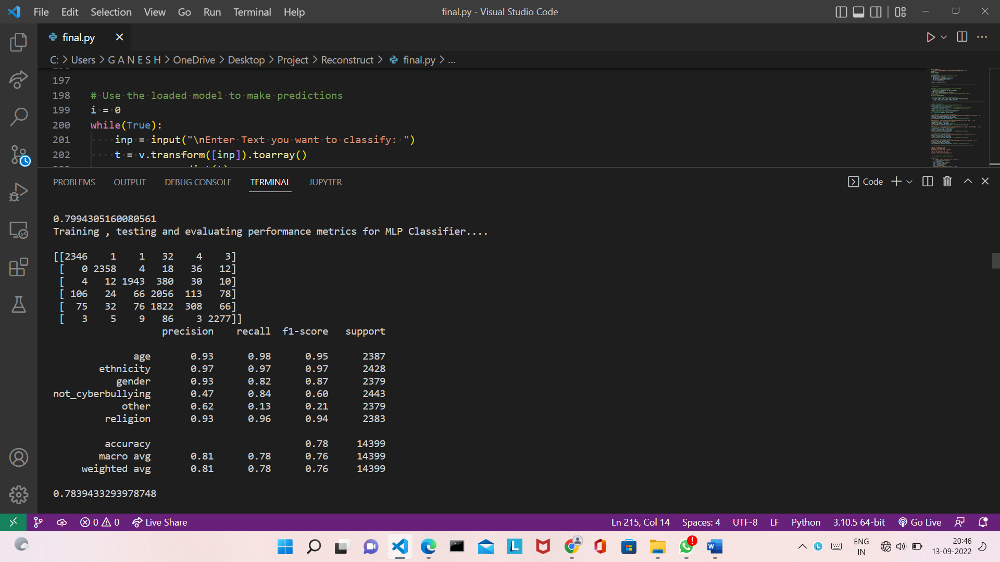 File Edit Selection View Go Run Terminal Help
final.py - Visual Studio Code
final.py
C: > Users > G A N E S H > OneDrive > Desktop > Project > Reconstruct > final.py > ...
197
198 # Use the loaded model to make predictions
199 i = 0
200 while(True):
201 inp = input("\nEnter Text you want to classify: ")
202 t = v.transform([inp]).toarray()
PROBLEMS OUTPUT DEBUG CONSOLE TERMINAL JUPYTER
Code
0.7994305160080561
Training , testing and evaluating performance metrics for MLP Classifier....
[[2346 1 1 32 4 3]
[ 0 2358 4 18 36 12]
[ 4 12 1943 380 30 10]
[ 106 24 66 2056 113 78]
[ 75 32 76 1822 308 66]
[ 3 5 9 86 3 2277]]
precision recall f1-score support
age 0.93 0.98 0.95 2387
ethnicity 0.97 0.97 0.97 2428
gender 0.93 0.82 0.87 2379
not_cyberbullying 0.47 0.84 0.60 2443
other 0.62 0.13 0.21 2379
religion 0.93 0.96 0.94 2383
accuracy 0.78 14399
macro avg 0.81 0.78 0.76 14399
weighted avg 0.81 0.78 0.76 14399
0.7839433293978748
0 0 Live Share
Ln 215, Col 14 Spaces: 4 UTF-8 LF Python 3.10.5 64-bit Go Live
ENG
IN
20:46
13-09-2022